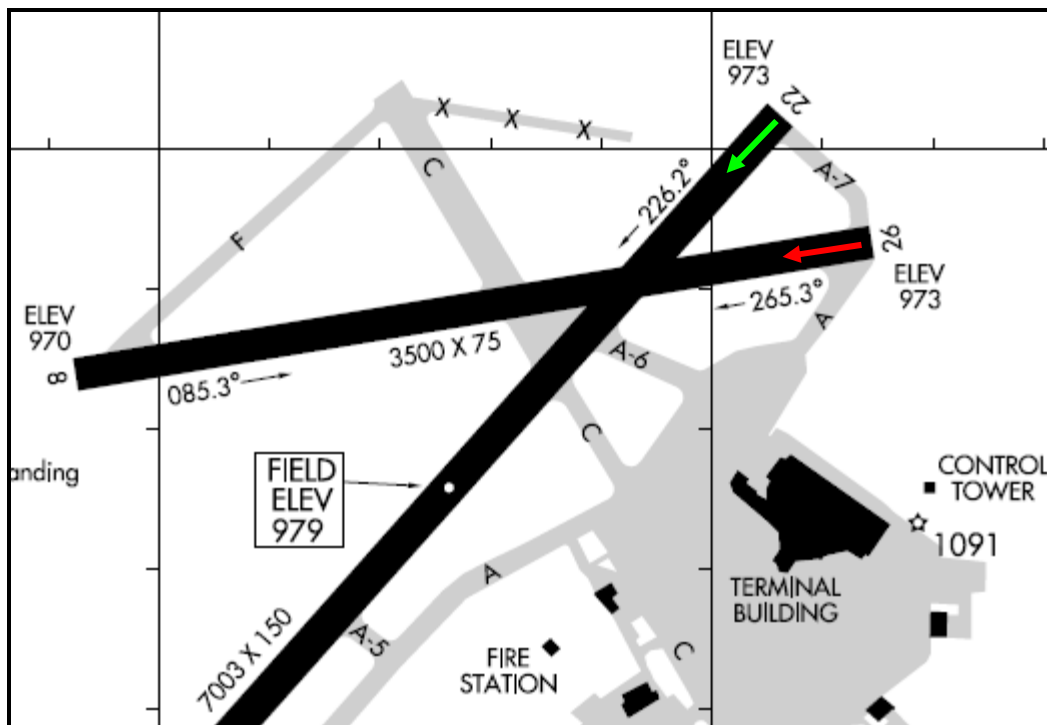 ELEV
973
22
X X X
C
A-7
226.2°
F
26
ELEV
973
265.3°
A
ELEV
970
8
085.3°
3500 X 75
A-6
C
anding
FIELD
ELEV
979
CONTROL
TOWER
1091
A
TERMINAL
BUILDING
7003 X 150
A-5
FIRE
STATION
C